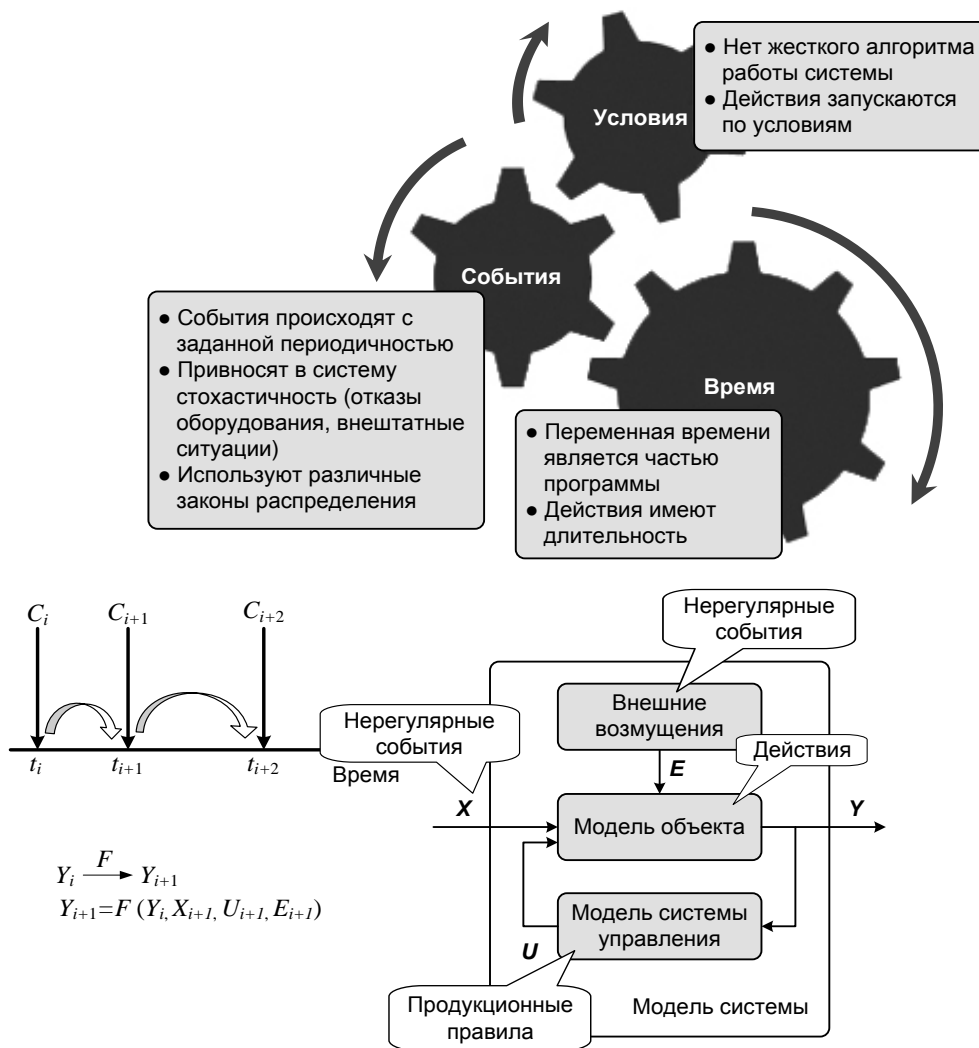 ● Нет жесткого алгоритма
работы системы
● Действия запускаются
по условиям
Условия
События
● События происходят с
заданной периодичностью
● Привносят в систему
стохастичность (отказы
оборудования, внештатные
ситуации)
● Используют различные
законы распределения
Время
● Переменная времени
является частью
программы
● Действия имеют
длительность
C_i C_{i+1} C_{i+2}
t_i t_{i+1} t_{i+2}
Время
Y_i F Y_{i+1}
Y_{i+1}=F (Y_i, X_{i+1}, U_{i+1}, E_{i+1})
Нерегулярные
события
Внешние
возмущения
Нерегулярные
события
Действия
E
X
Модель объекта
Y
Модель системы
управления
U
Продукционные
правила
Модель системы